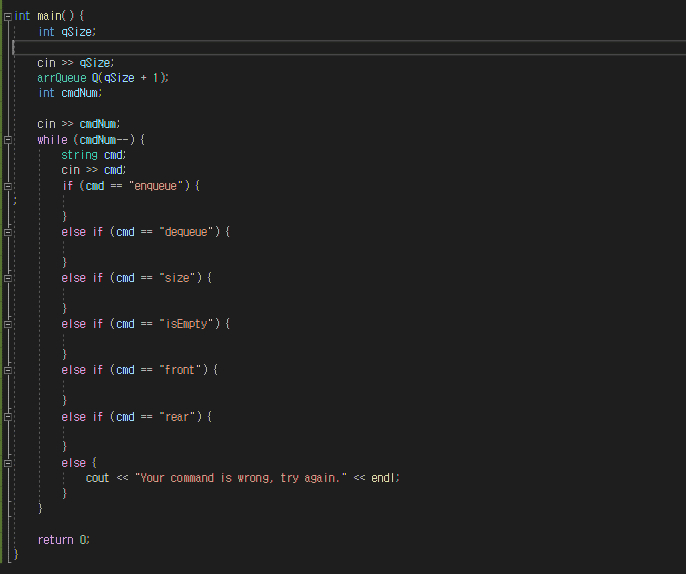 int main() {
    int qSize;

    cin >> qSize;
    arrQueue Q(qSize + 1);
    int cmdNum;

    cin >> cmdNum;
    while (cmdNum--) {
        string cmd;
        cin >> cmd;
        if (cmd == "enqueue") {
;
        }
        else if (cmd == "dequeue") {

        }
        else if (cmd == "size") {

        }
        else if (cmd == "isEmpty") {

        }
        else if (cmd == "front") {

        }
        else if (cmd == "rear") {

        }
        else {
            cout << "Your command is wrong, try again." << endl;
        }
    }

    return 0;
}